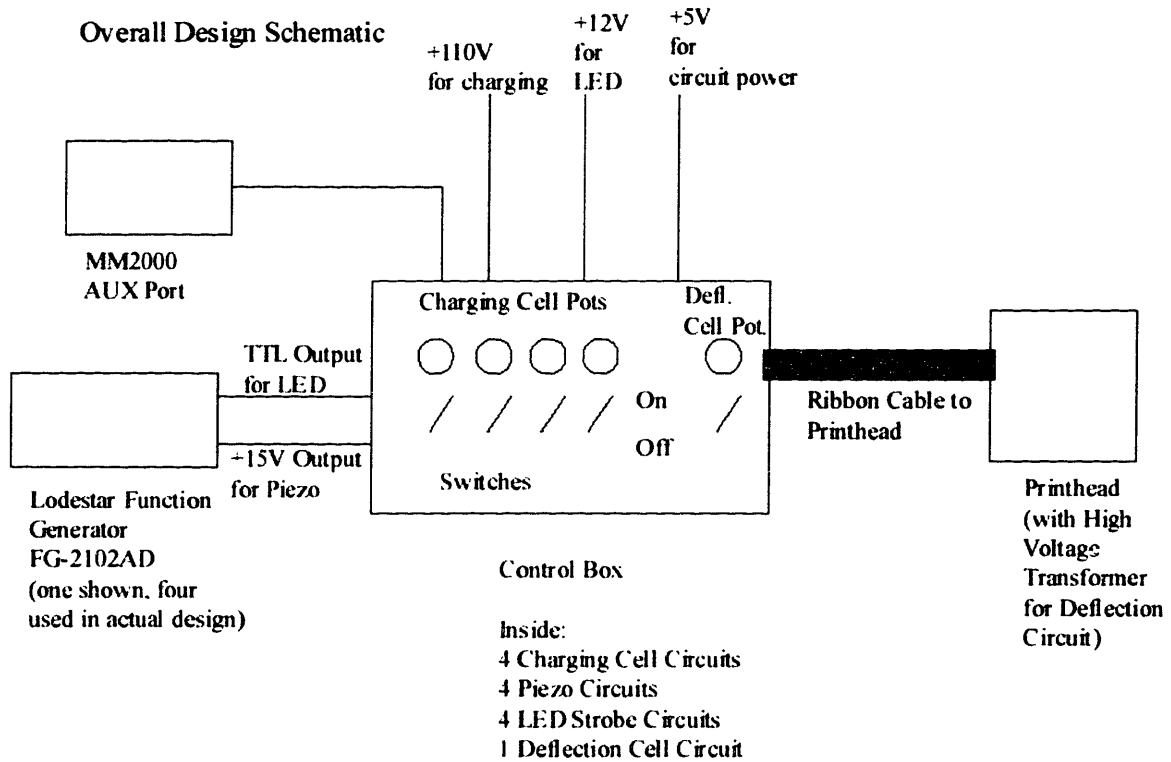 Overall Design Schematic
+110V
for charging
+12V
for
LED
+5V
for
circuit power
MM2000
AUX Port
Charging Cell Pots
Defl.
Cell Pot.
TTL Output
for LED
+15V Output
for Piezo
On
Off
Switches
Ribbon Cable to
Printhead
Lodestar Function
Generator
FG-2102AD
(one shown, four
used in actual design)
Printhead
(with High
Voltage
Transformer
for Deflection
Circuit)
Control Box
Inside:
4 Charging Cell Circuits
4 Piezo Circuits
4 LED Strobe Circuits
1 Deflection Cell Circuit